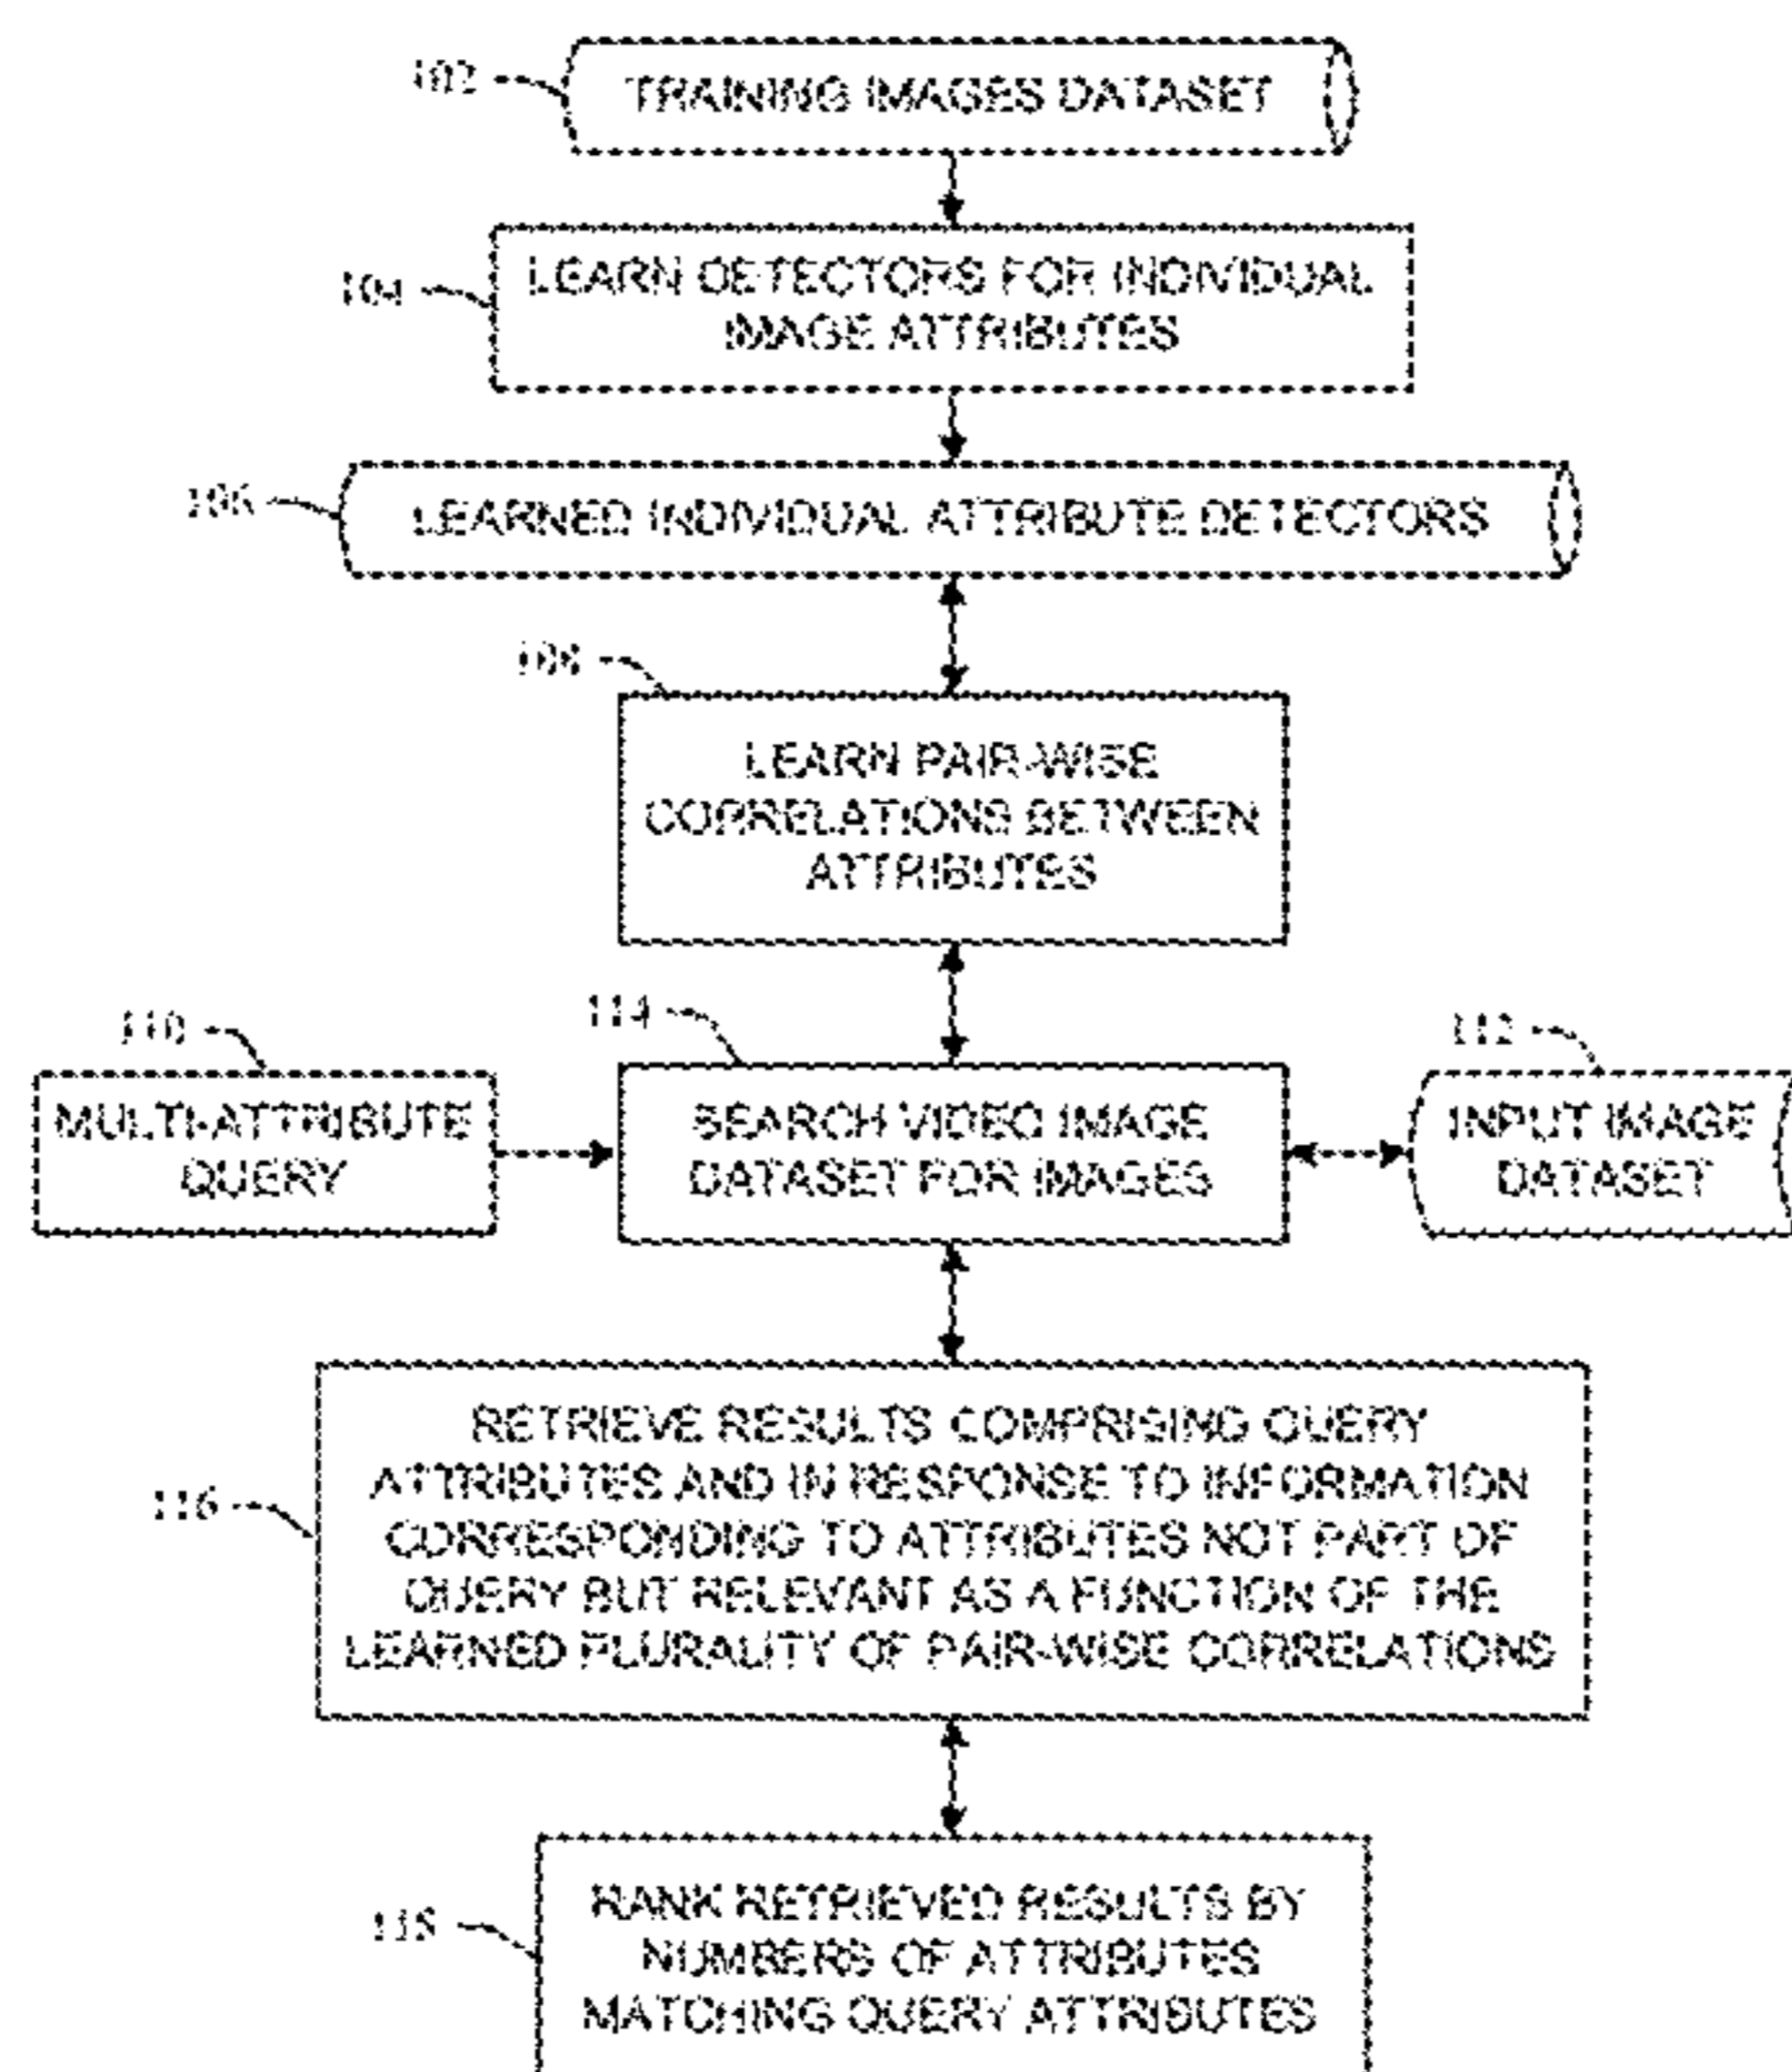 102
TRAINING IMAGES DATASET
104
LEARN DETECTORS FOR INDIVIDUAL
IMAGE ATTRIBUTES
106
LEARNED INDIVIDUAL ATTRIBUTE DETECTORS
108
LEARN PAIR-WISE
CORRELATIONS BETWEEN
ATTRIBUTES
110
MULTI-ATTRIBUTE
QUERY
114
SEARCH VIDEO IMAGE
DATASET FOR IMAGES
112
INPUT IMAGE
DATASET
116
RETRIEVE RESULTS COMPRISING QUERY
ATTRIBUTES AND IN RESPONSE TO INFORMATION
CORRESPONDING TO ATTRIBUTES NOT PART OF
QUERY BUT RELEVANT AS A FUNCTION OF THE
LEARNED PLURALITY OF PAIR-WISE CORRELATIONS
118
RANK RETRIEVED RESULTS BY
NUMBERS OF ATTRIBUTES
MATCHING QUERY ATTRIBUTES